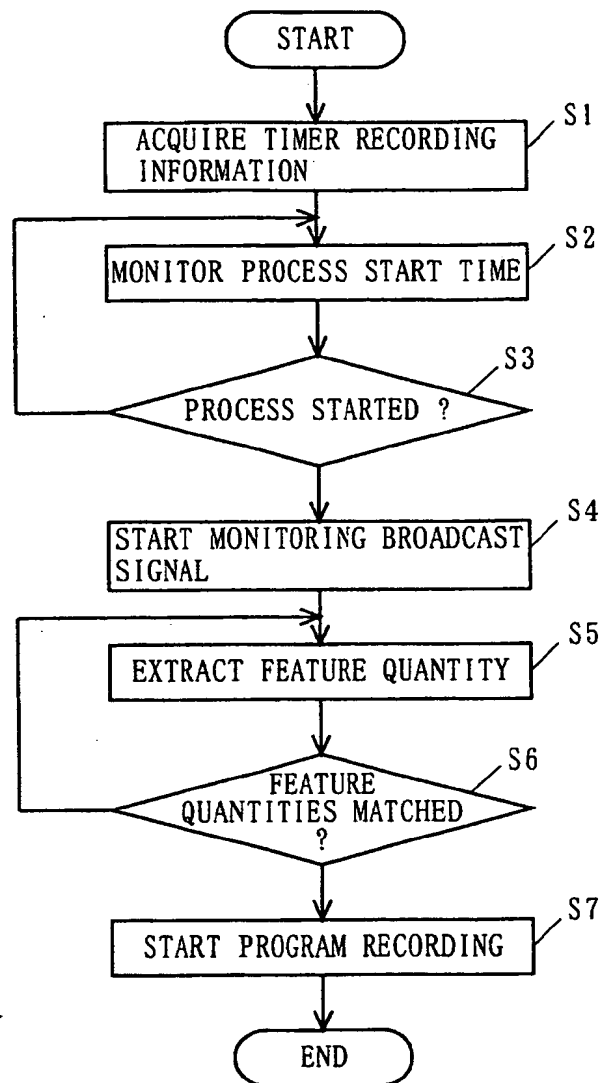 START
S1
ACQUIRE TIMER RECORDING
INFORMATION
S2
MONITOR PROCESS START TIME
S3
PROCESS STARTED ?
S4
START MONITORING BROADCAST
SIGNAL
S5
EXTRACT FEATURE QUANTITY
S6
FEATURE
QUANTITIES MATCHED
?
S7
START PROGRAM RECORDING
END